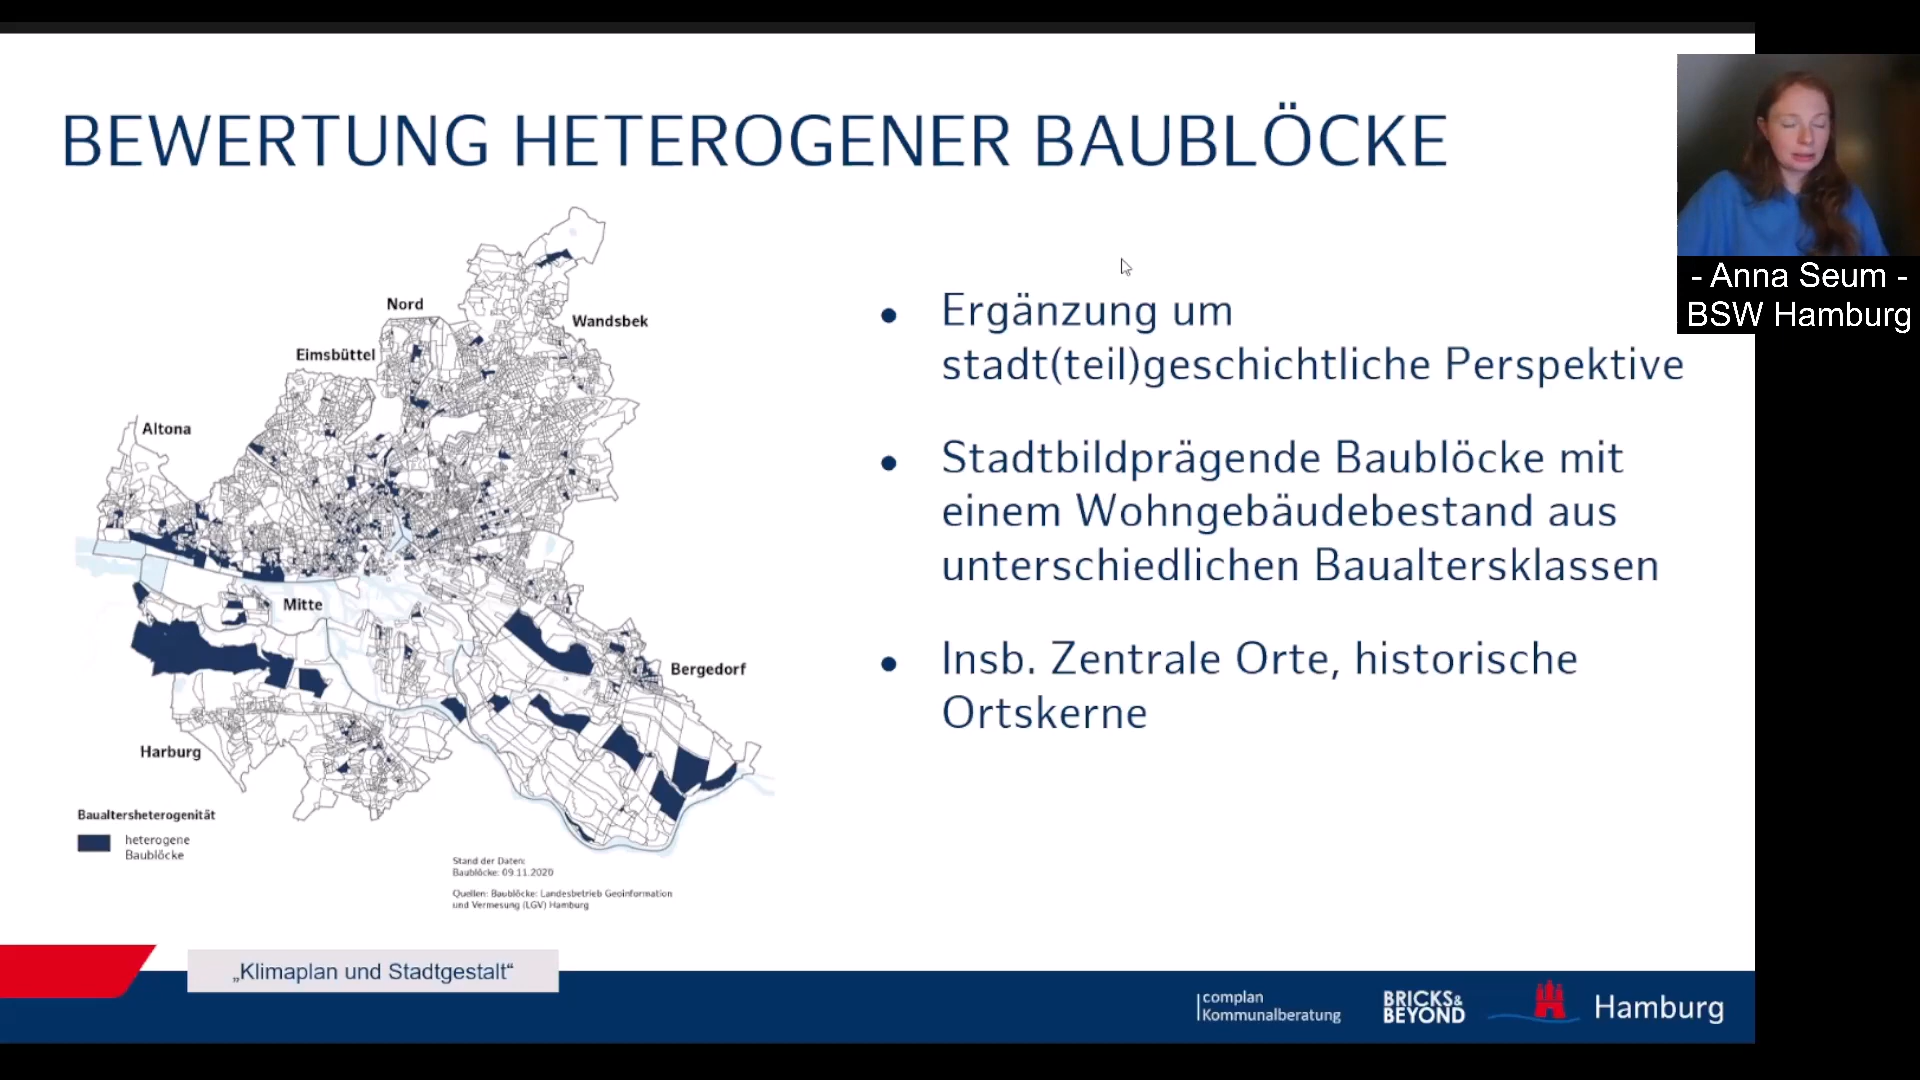 BEWERTUNG HETEROGENER BAUBLÖCKE
- Anna Seum -
BSW Hamburg
Nord
Wandsbek
Eimsbüttel
Altona
Mitte
Bergedorf
Harburg
Baualtersheterogenität
heterogene
Baublöcke
Stand der Daten:
Baublöcke: 09.11.2020
Quellen: Baublöcke: Landesbetrieb Geoinformation
und Vermesung (LGV) Hamburg
• Ergänzung um
stadt(teil)geschichtliche Perspektive
• Stadtbildprägende Baublöcke mit
einem Wohngebäudebestand aus
unterschiedlichen Baualtersklassen
• Insb. Zentrale Orte, historische
Ortskerne
„Klimaplan und Stadtgestalt“
complan
Kommunalberatung
BRICKS&
BEYOND
Hamburg